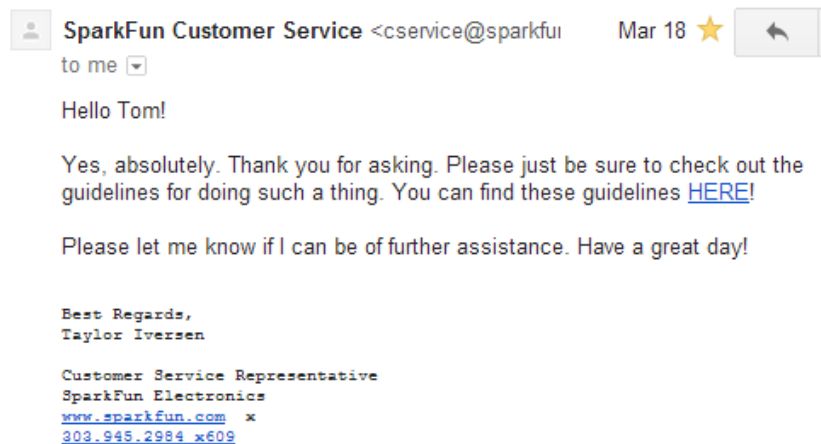 SparkFun Customer Service <cservice@sparkfu Mar 18
to me
Hello Tom!
Yes, absolutely. Thank you for asking. Please just be sure to check out the
guidelines for doing such a thing. You can find these guidelines HERE!
Please let me know if I can be of further assistance. Have a great day!
Best Regards,
Taylor Iversen
Customer Service Representative
SparkFun Electronics
www.sparkfun.com x
303.945.2984 x609